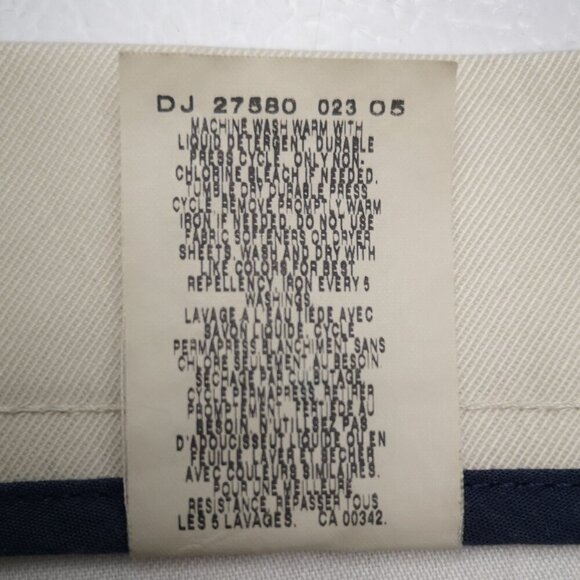 DJ 27580 023 05
MACHINE WASH WARM WITH
LIQUID DETERGENT, DURABLE
PRESS CYCLE. ONLY NON-
CHLORINE BLEACH IF NEEDED.
TUMBLE DRY DURABLE PRESS
CYCLE. REMOVE PROMPTLY. WARM
IRON IF NEEDED. DO NOT USE
FABRIC SOFTENERS OR DRYER
SHEETS. WASH AND DRY WITH
LIKE COLORS. FOR BEST
REPELLENCY, IRON EVERY 5
WASHINGS.
LAVAGE A L'EAU TIEDE AVEC
SAVON LIQUIDE. CYCLE
PERMAPRESS. BLANCHIMENT SANS
CHLORE SEULEMENT AU BESOIN
SECHAGE PAR CULBUTAGE
CYCLE PERMAPRESS. RETIRER
PROMPTEMENT. FER TIEDE AU
BESOIN. N'UTILISEZ PAS
D'ADOUCISSEUR LIQUIDE OU EN
FEUILLE. LAVER ET SECHER
AVEC COULEURS SIMILAIRES.
POUR UNE MEILLEURE
RESISTANCE, REPASSER TOUS
LES 5 LAVAGES. CA 00342.